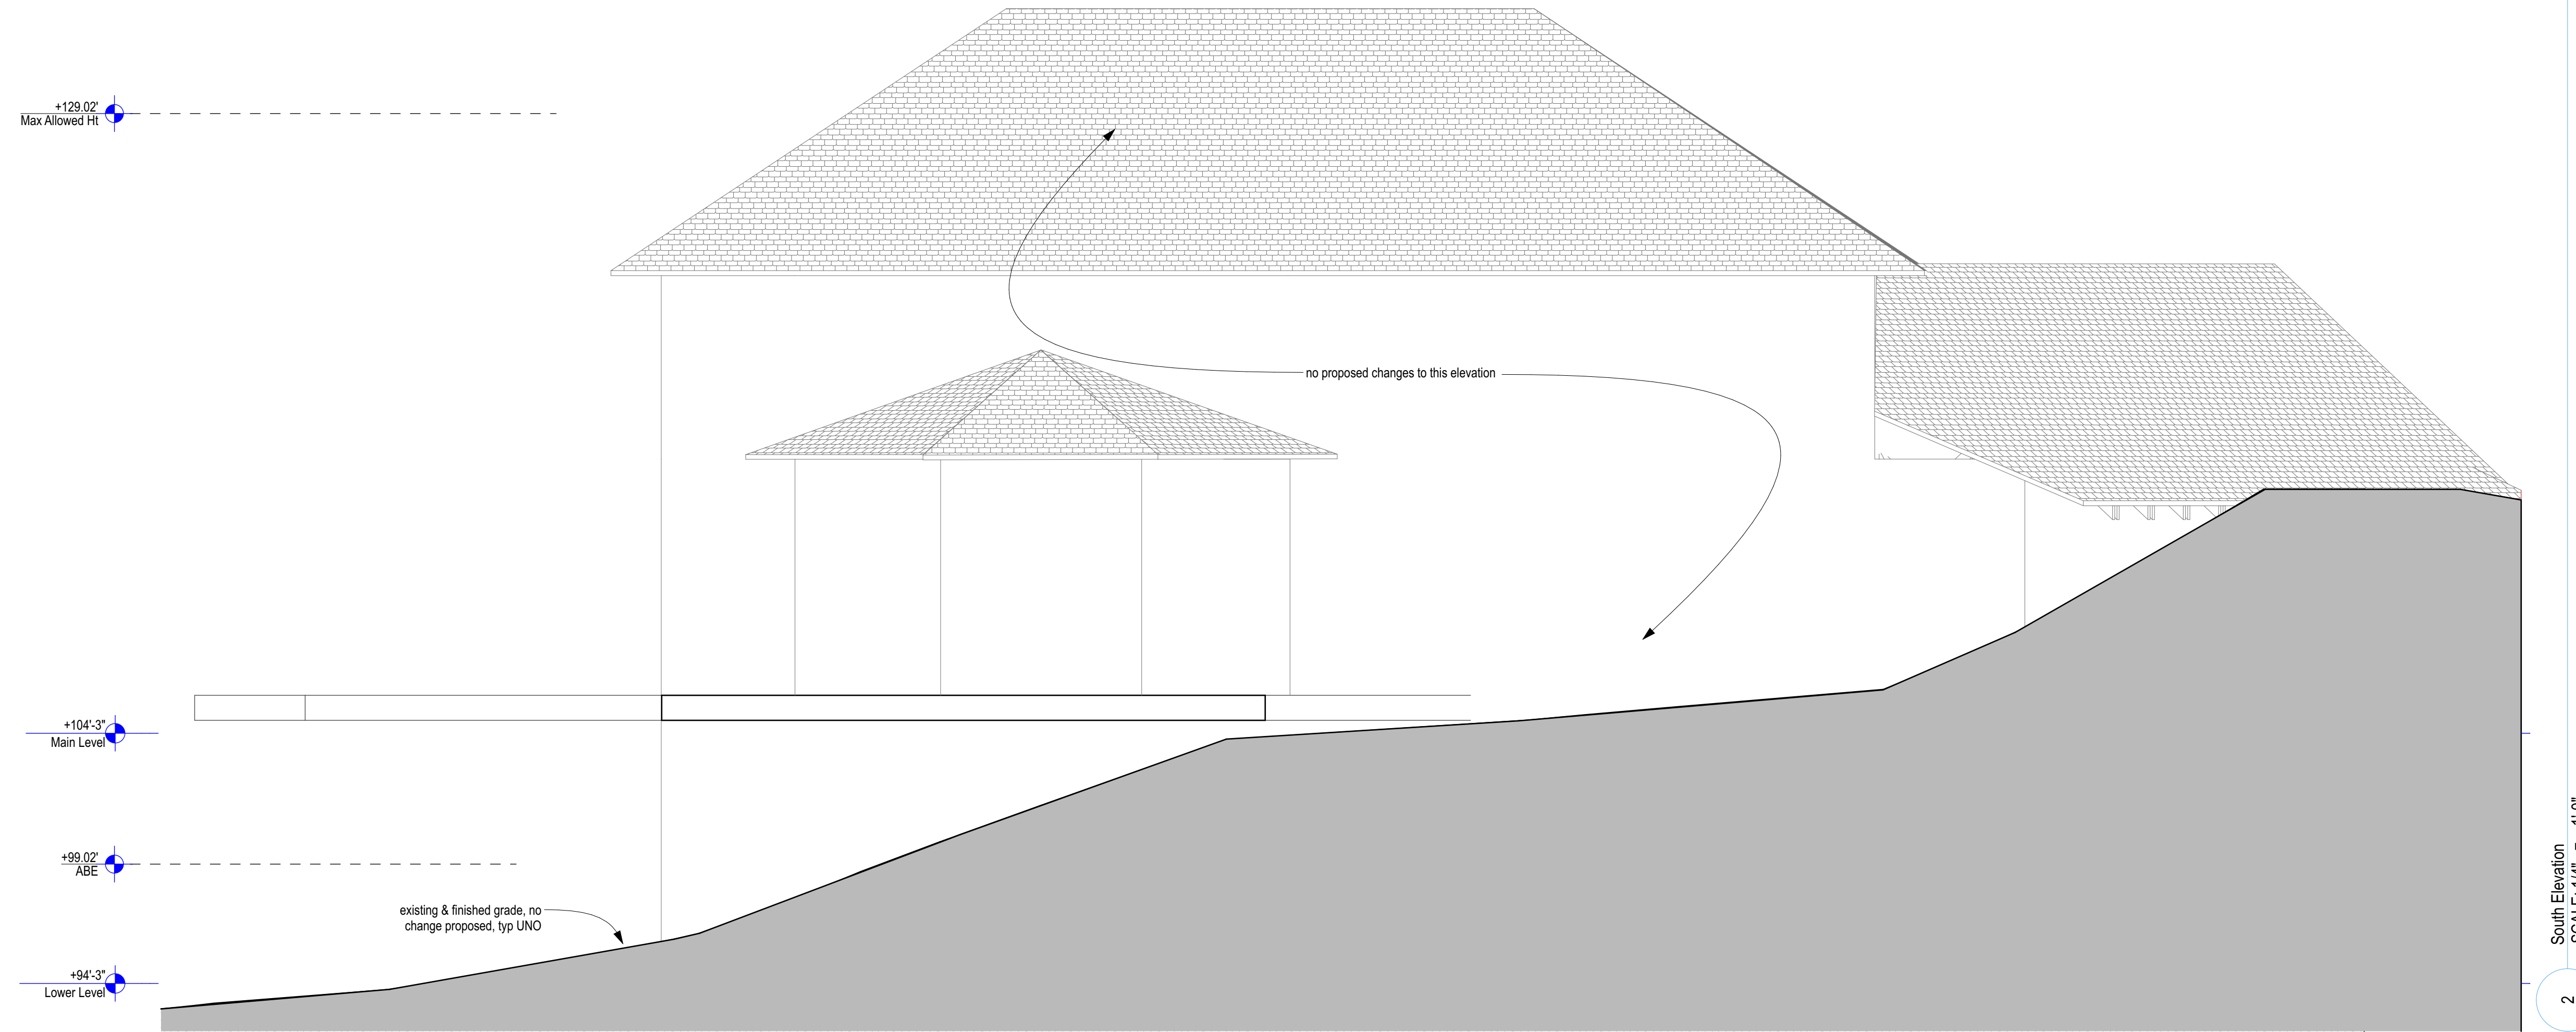 +129.02'
Max Allowed Ht
no proposed changes to this elevation
+104'-3"
Main Level
+99.02'
ABE
existing & finished grade, no
change proposed, typ UNO
+94'-3"
Lower Level
South Elevation
2